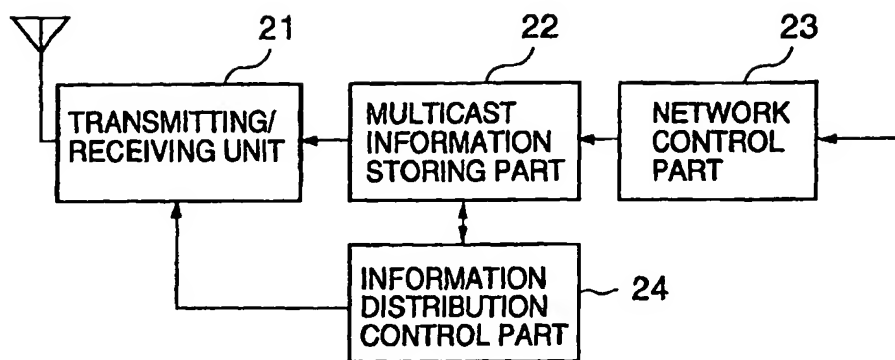 21
22
23
TRANSMITTING/
RECEIVING UNIT
MULTICAST
INFORMATION
STORING PART
NETWORK
CONTROL
PART
INFORMATION
DISTRIBUTION
CONTROL PART
24